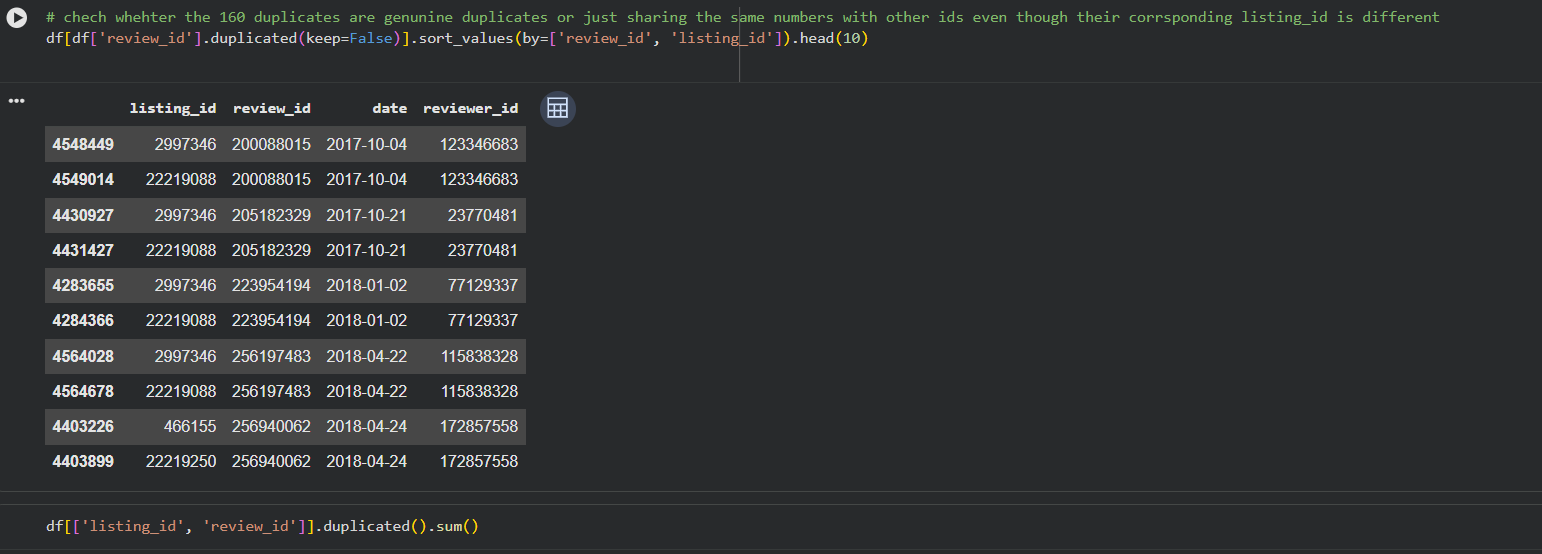 # chech whehter the 160 duplicates are genunine duplicates or just sharing the same numbers with other ids even though their corrsponding listing_id is different
df[df['review_id'].duplicated(keep=False)].sort_values(by=['review_id', 'listing_id']).head(10)
listing_id review_id date reviewer_id
4548449 2997346 200088015 2017-10-04 123346683
4549014 22219088 200088015 2017-10-04 123346683
4430927 2997346 205182329 2017-10-21 23770481
4431427 22219088 205182329 2017-10-21 23770481
4283655 2997346 223954194 2018-01-02 77129337
4284366 22219088 223954194 2018-01-02 77129337
4564028 2997346 256197483 2018-04-22 115838328
4564678 22219088 256197483 2018-04-22 115838328
4403226 466155 256940062 2018-04-24 172857558
4403899 22219250 256940062 2018-04-24 172857558
df[['listing_id', 'review_id']].duplicated().sum()